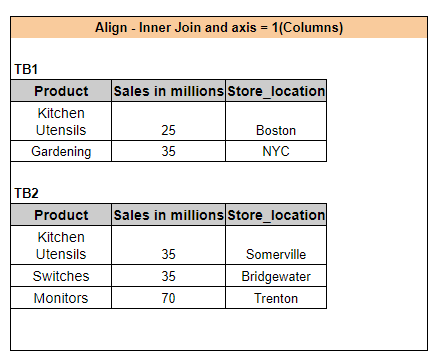 Align - Inner Join and axis = 1(Columns)
TB1
Product Sales in millions Store_location
Kitchen
Utensils 25 Boston
Gardening 35 NYC
TB2
Product Sales in millions Store_location
Kitchen
Utensils 35 Somerville
Switches 35 Bridgewater
Monitors 70 Trenton